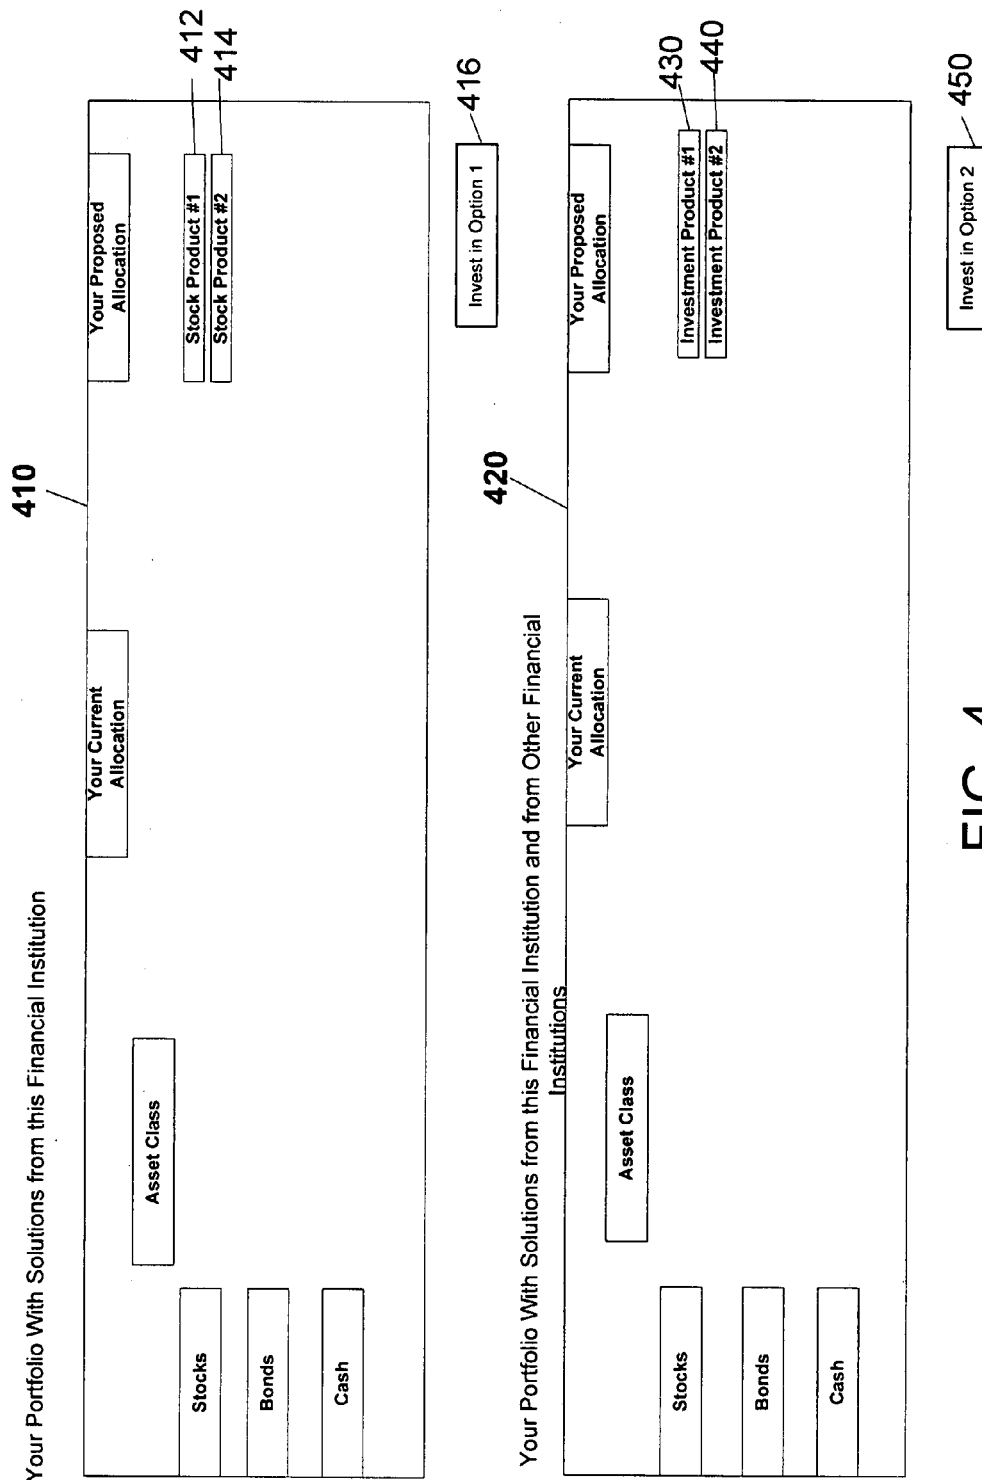 Your Portfolio With Solutions from this Financial Institution
410
Your Current
Allocation
Your Proposed
Allocation
Asset Class
Stocks
Stock Product #1
412
Stock Product #2
414
Bonds
Cash
Invest in Option 1
416
Your Portfolio With Solutions from this Financial Institution and from Other Financial
Institutions
420
Your Current
Allocation
Your Proposed
Allocation
Asset Class
Stocks
Investment Product #1
430
Investment Product #2
440
Bonds
Cash
Invest in Option 2
450
FIG. 4